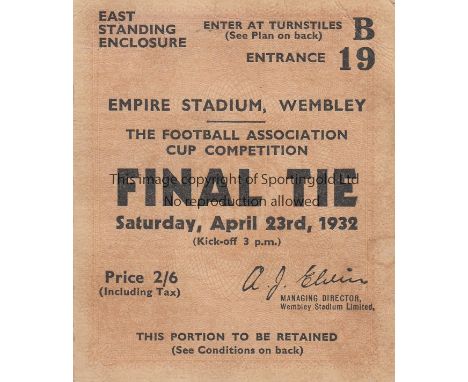 EAST
STANDING
ENCLOSURE
ENTER AT TURNSTILES
(See Plan on back)
ENTRANCE
B
19
EMPIRE STADIUM, WEMBLEY
THE FOOTBALL ASSOCIATION
CUP COMPETITION
FINAL TIE
This image copyright of Sportingold Ltd
No reproduction allowed
Saturday, April 23rd, 1932
(Kick-off 3 p.m.)
Price 2/6
(Including Tax)
A. J. Elvin
MANAGING DIRECTOR,
Wembley Stadium Limited.
THIS PORTION TO BE RETAINED
(See Conditions on back)